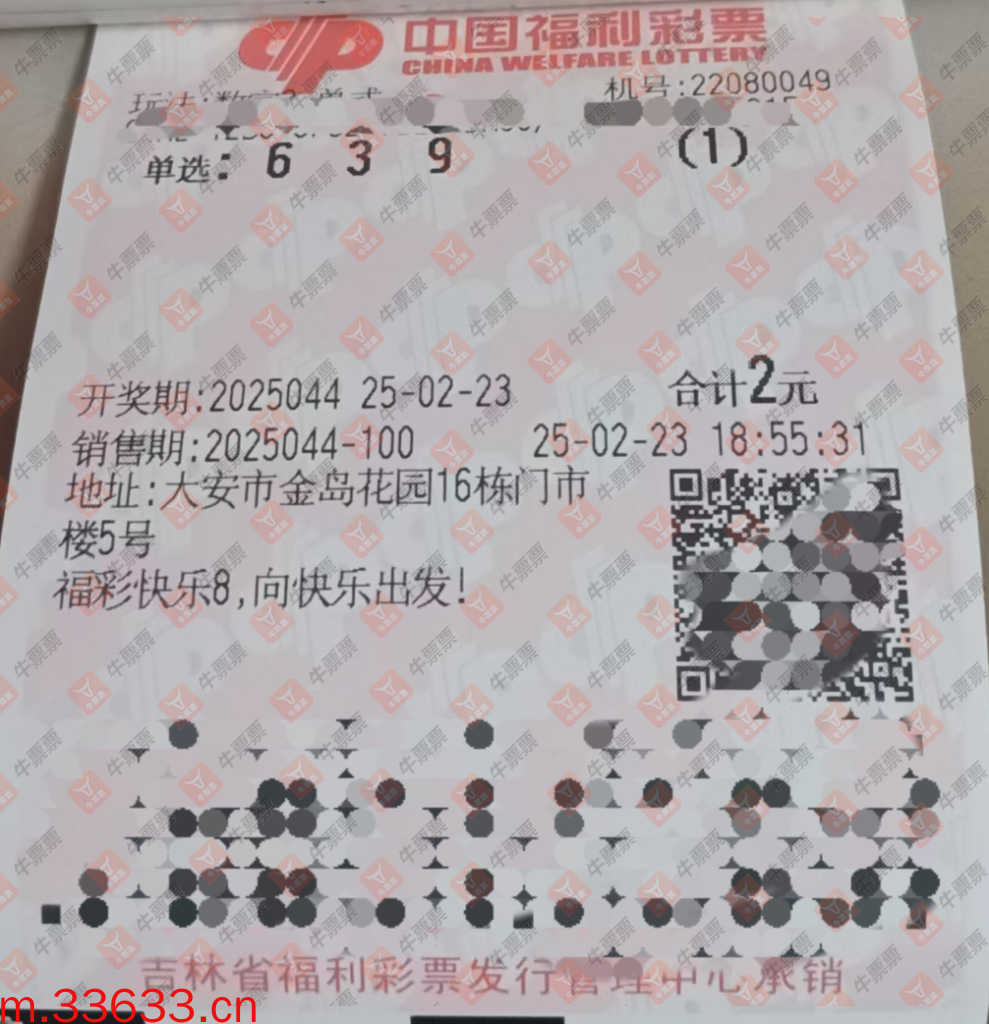 中国福利彩票
CHINA WELFARE LOTTERY
机号:22080049
单选: 6 3 9 (1)
开奖期:2025044 25-02-23 合计2元
销售期:2025044-100 25-02-23 18:55:31
地址:大安市金岛花园16栋门市
楼5号
福彩快乐8,向快乐出发!
吉林省福利彩票发行管理中心承销
m.33633.cn
牛票票